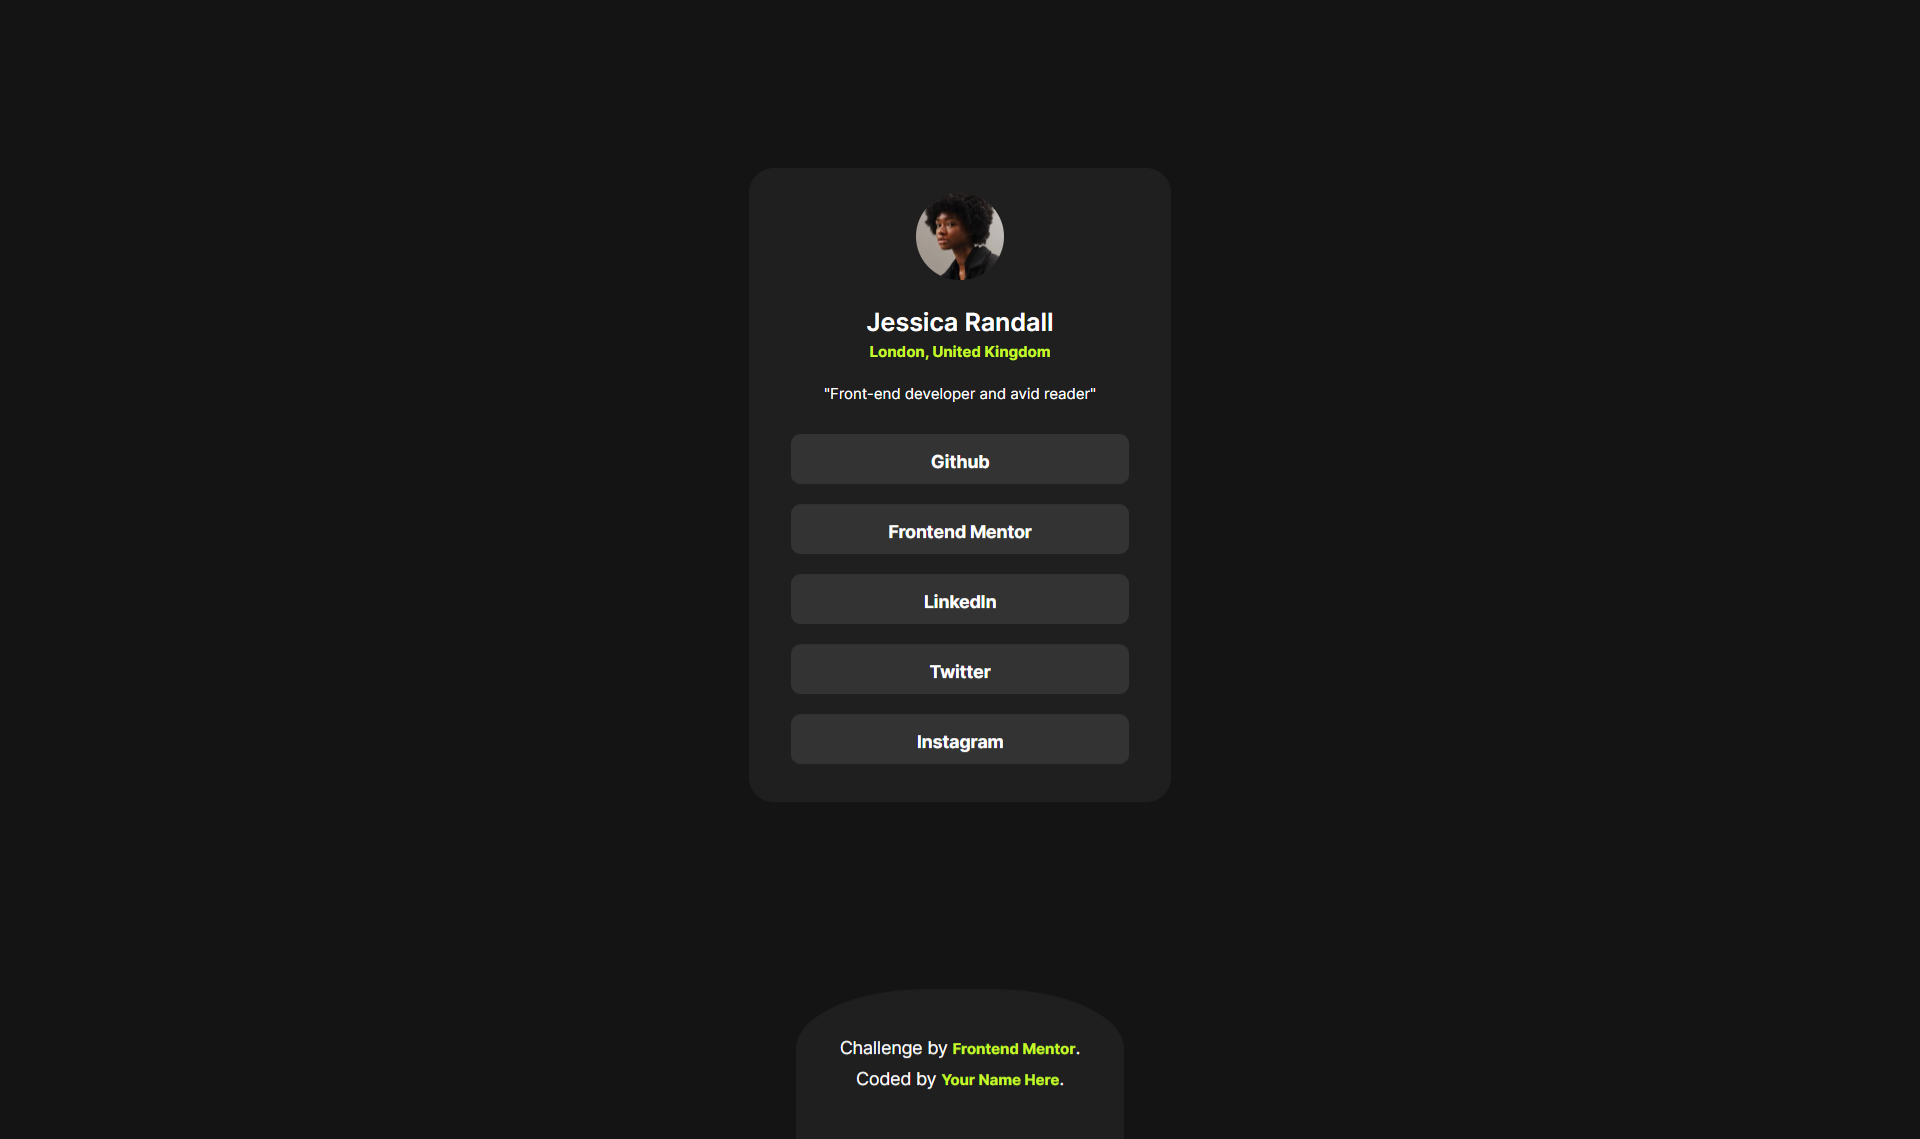 Jessica Randall
London, United Kingdom
"Front-end developer and avid reader"
Github
Frontend Mentor
LinkedIn
Twitter
Instagram
Challenge by Frontend Mentor.
Coded by Your Name Here.